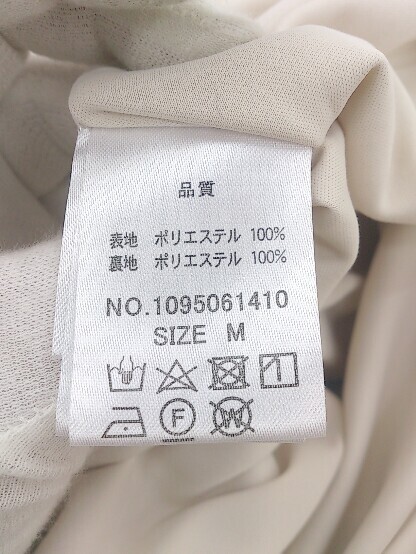 品質
表地 ポリエステル 100%
裏地 ポリエステル 100%
NO.1095061410
SIZE M
F
W